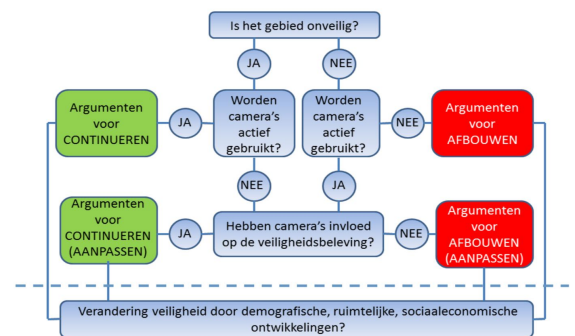 Is het gebied onveilig?
JA
NEE
Argumenten
voor
CONTINUEREN
JA
Worden
camera's
actief
gebruikt?
Worden
camera's
actief
gebruikt?
NEE
Argumenten
voor
AFBOUWEN
NEE
JA
Argumenten
voor
CONTINUEREN
(AANPASSEN)
JA
Hebben camera's invloed
op de veiligheidsbeleving?
NEE
Argumenten
voor
AFBOUWEN
(AANPASSEN)
Verandering veiligheid door demografische, ruimtelijke, sociaaleconomische
ontwikkelingen?